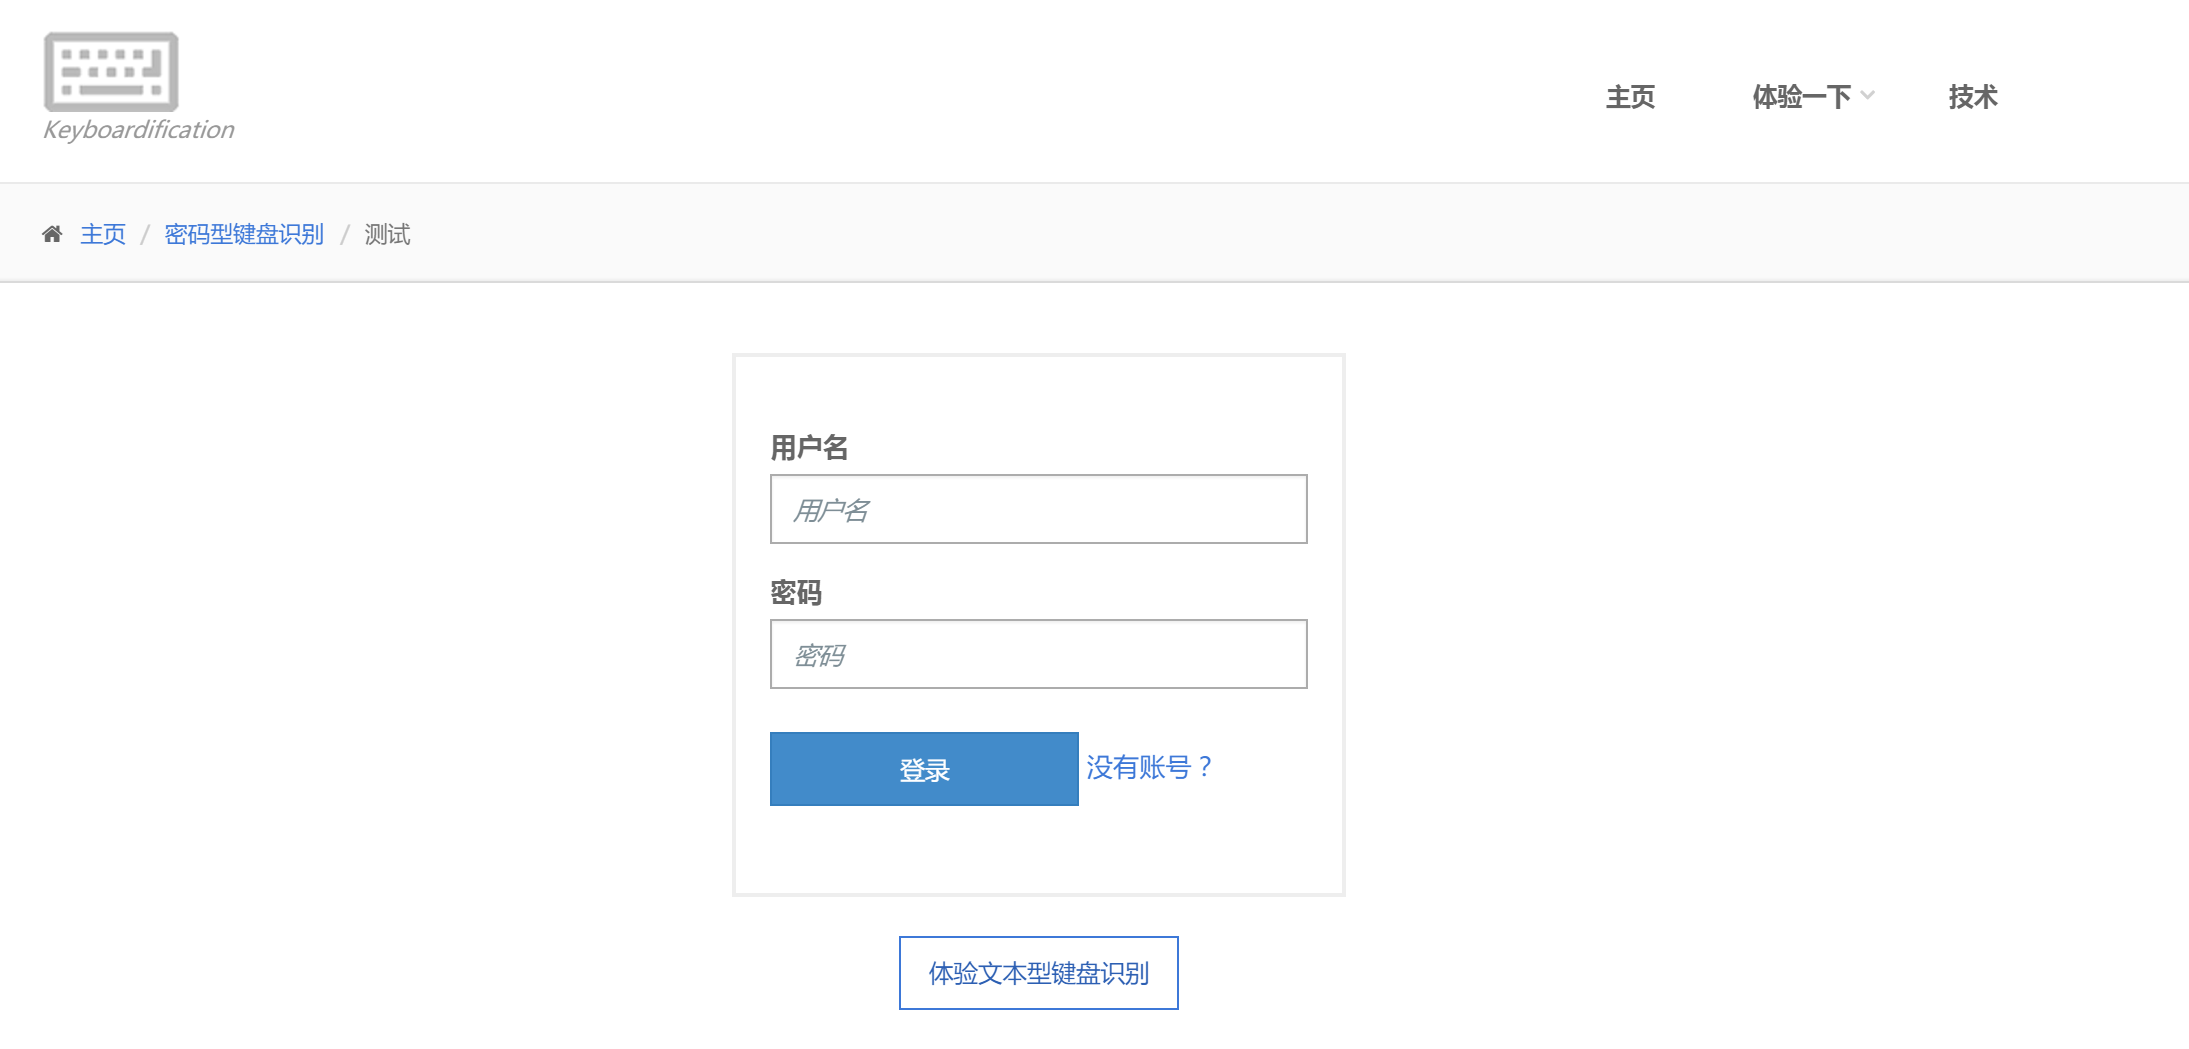 Keyboardification
主页 体验一下 技术
主页 / 密码型键盘识别 / 测试
用户名
用户名
密码
密码
登录 没有账号？
体验文本型键盘识别